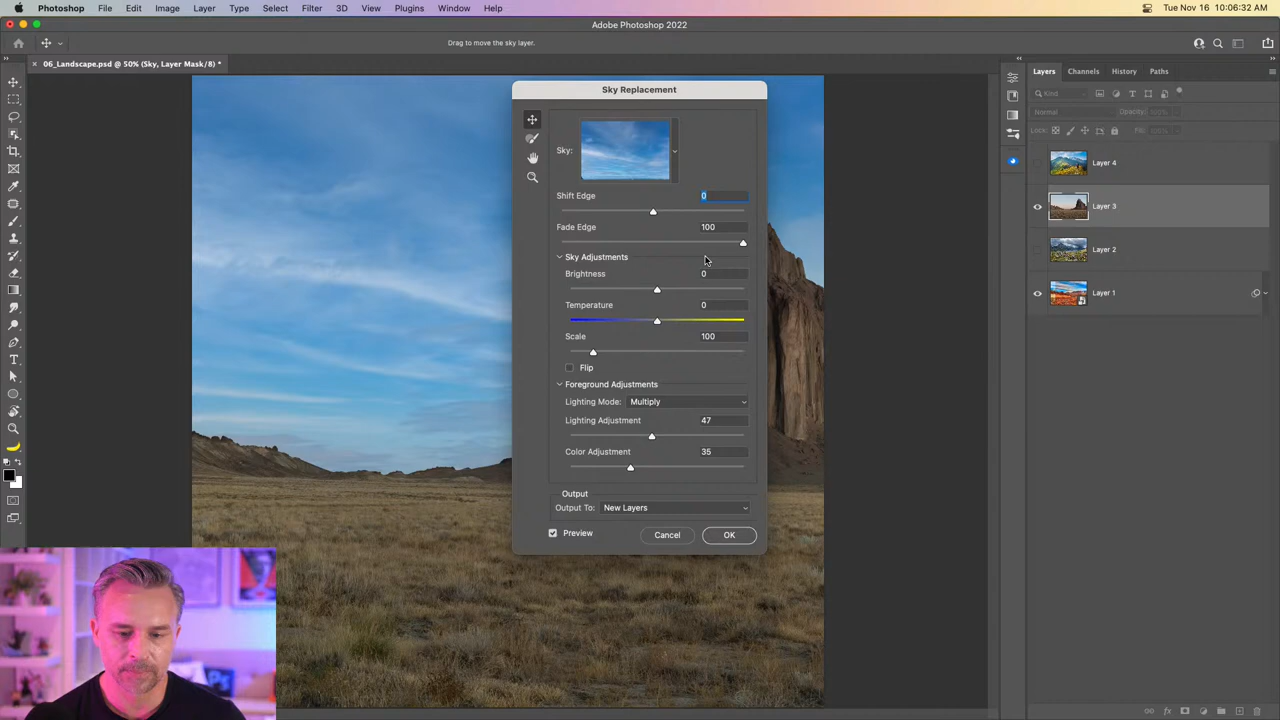 Photoshop File Edit Image Layer Type Select Filter 3D View Plugins Window Help Tue Nov 16 10:06:32 AM
Adobe Photoshop 2022
Drag to move the sky layer.
06_Landscape.psd @ 50% (Sky, Layer Mask/8) *
Sky Replacement
Sky:
Shift Edge 0
Fade Edge 100
Sky Adjustments
Brightness 0
Temperature 0
Scale 100
Flip
Foreground Adjustments
Lighting Mode: Multiply
Lighting Adjustment 47
Color Adjustment 35
Output
Output To: New Layers
Preview Cancel OK
Layers Channels History Paths
Kind
Normal Opacity: 100%
Lock: Fill: 100%
Layer 4
Layer 3
Layer 2
Layer 1